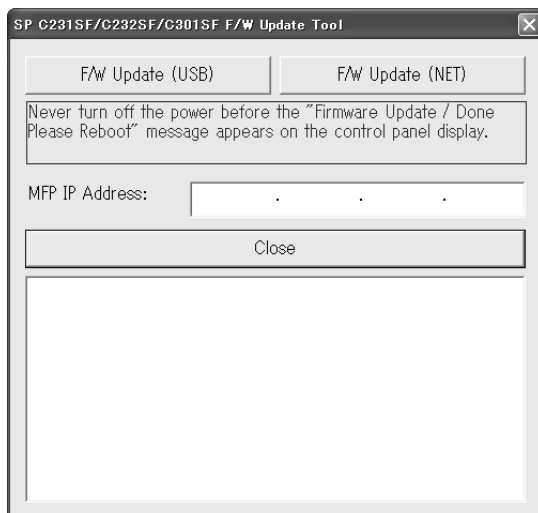 SP C231SF/C232SF/C301SF F/W Update Tool
F/W Update (USB) F/W Update (NET)
Never turn off the power before the "Firmware Update / Done
Please Reboot" message appears on the control panel display.
MFP IP Address: . . .
Close